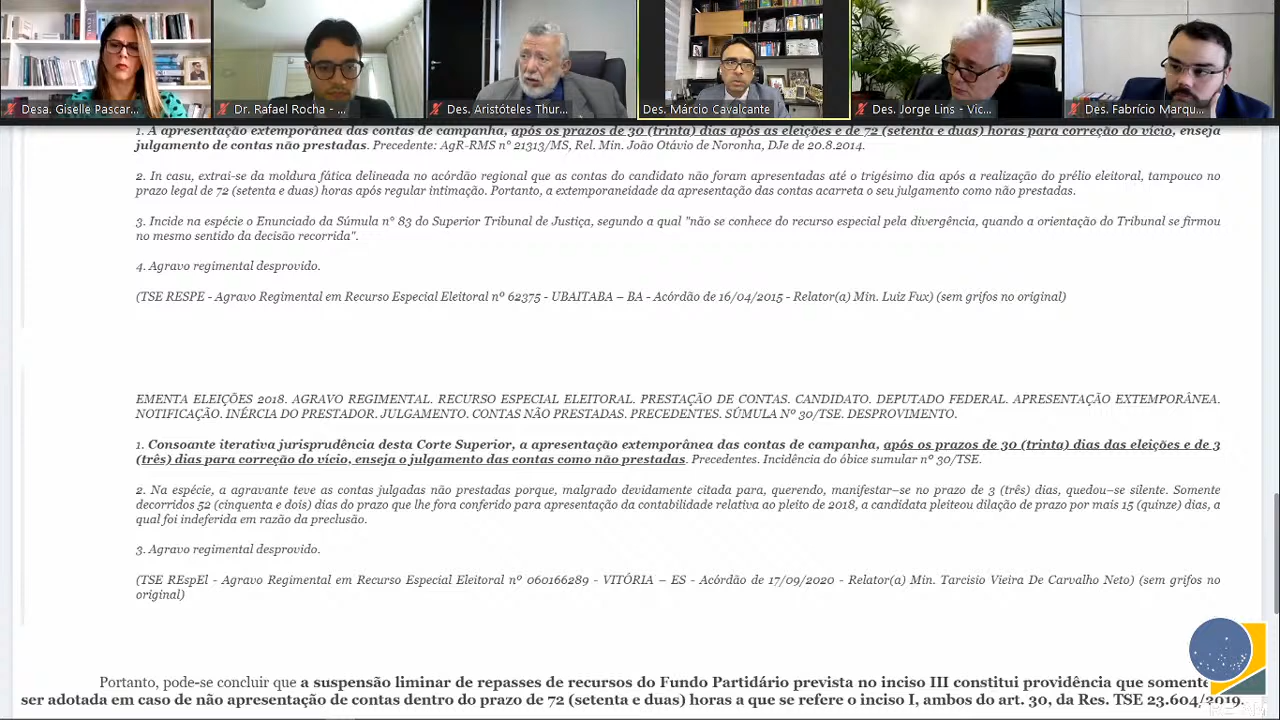 Desa. Giselle Pascar...
Dr. Rafael Rocha - ...
Des. Aristóteles Thur...
Des. Márcio Cavalcante
Des. Jorge Lins - Vic...
Des. Fabrício Marqu...
1. A apresentação extemporânea das contas de campanha, após os prazos de 30 (trinta) dias após as eleições e de 72 (setenta e duas) horas para correção do vício, enseja
julgamento de contas não prestadas. Precedente: AgR-RMS n° 21313/MS, Rel. Min. João Otávio de Noronha, DJe de 20.8.2014.
2. In casu, extrai-se da moldura fática delineada no acórdão regional que as contas do candidato não foram apresentadas até o trigésimo dia após a realização do prélio eleitoral, tampouco no
prazo legal de 72 (setenta e duas) horas após regular intimação. Portanto, a extemporaneidade da apresentação das contas acarreta o seu julgamento como não prestadas.
3. Incide na espécie o Enunciado da Súmula n° 83 do Superior Tribunal de Justiça, segundo a qual "não se conhece do recurso especial pela divergência, quando a orientação do Tribunal se firmou
no mesmo sentido da decisão recorrida".
4. Agravo regimental desprovido.
(TSE RESPE - Agravo Regimental em Recurso Especial Eleitoral nº 62375 - UBAITABA – BA - Acórdão de 16/04/2015 - Relator(a) Min. Luiz Fux) (sem grifos no original)
EMENTA ELEIÇÕES 2018. AGRAVO REGIMENTAL. RECURSO ESPECIAL ELEITORAL. PRESTAÇÃO DE CONTAS. CANDIDATO. DEPUTADO FEDERAL. APRESENTAÇÃO EXTEMPORÂNEA.
NOTIFICAÇÃO. INÉRCIA DO PRESTADOR. JULGAMENTO. CONTAS NÃO PRESTADAS. PRECEDENTES. SÚMULA Nº 30/TSE. DESPROVIMENTO.
1. Consoante iterativa jurisprudência desta Corte Superior, a apresentação extemporânea das contas de campanha, após os prazos de 30 (trinta) dias das eleições e de 3
(três) dias para correção do vício, enseja o julgamento das contas como não prestadas. Precedentes. Incidência do óbice sumular nº 30/TSE.
2. Na espécie, a agravante teve as contas julgadas não prestadas porque, malgrado devidamente citada para, querendo, manifestar–se no prazo de 3 (três) dias, quedou–se silente. Somente
decorridos 52 (cinquenta e dois) dias do prazo que lhe fora conferido para apresentação da contabilidade relativa ao pleito de 2018, a candidata pleiteou dilação de prazo por mais 15 (quinze) dias, a
qual foi indeferida em razão da preclusão.
3. Agravo regimental desprovido.
(TSE REspEl - Agravo Regimental em Recurso Especial Eleitoral nº 060166289 - VITÓRIA – ES - Acórdão de 17/09/2020 - Relator(a) Min. Tarcisio Vieira De Carvalho Neto) (sem grifos no
original)
Portanto, pode-se concluir que a suspensão liminar de repasses de recursos do Fundo Partidário prevista no inciso III constitui providência que soment
ser adotada em caso de não apresentação de contas dentro do prazo de 72 (setenta e duas) horas a que se refere o inciso I, ambos do art. 30, da Res. TSE 23.604/2019.